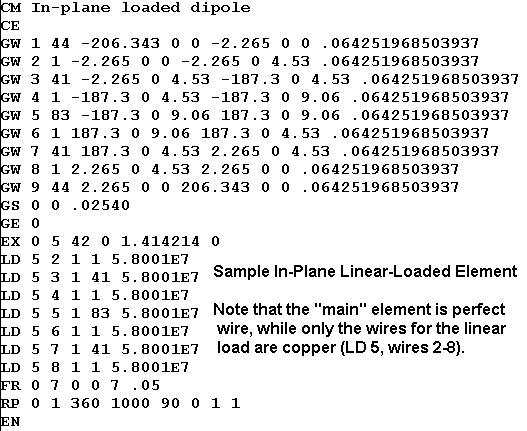 CM In-plane loaded dipole
CE
GW 1 44 -206.343 0 0 -2.265 0 0 .064251968503937
GW 2 1 -2.265 0 0 -2.265 0 4.53 .064251968503937
GW 3 41 -2.265 0 4.53 -187.3 0 4.53 .064251968503937
GW 4 1 -187.3 0 4.53 -187.3 0 9.06 .064251968503937
GW 5 83 -187.3 0 9.06 187.3 0 9.06 .064251968503937
GW 6 1 187.3 0 9.06 187.3 0 4.53 .064251968503937
GW 7 41 187.3 0 4.53 2.265 0 4.53 .064251968503937
GW 8 1 2.265 0 4.53 2.265 0 0 .064251968503937
GW 9 44 2.265 0 0 206.343 0 0 .064251968503937
GS 0 0 .02540
GE 0
EX 0 5 42 0 1.414214 0
LD 5 2 1 1 5.8001E7
LD 5 3 1 41 5.8001E7
LD 5 4 1 1 5.8001E7
LD 5 5 1 83 5.8001E7
LD 5 6 1 1 5.8001E7
LD 5 7 1 41 5.8001E7
LD 5 8 1 1 5.8001E7
FR 0 7 0 0 7 .05
RP 0 1 360 1000 90 0 1 1
EN
Sample In-Plane Linear-Loaded Element
Note that the "main" element is perfect
wire, while only the wires for the linear
load are copper (LD 5, wires 2-8).